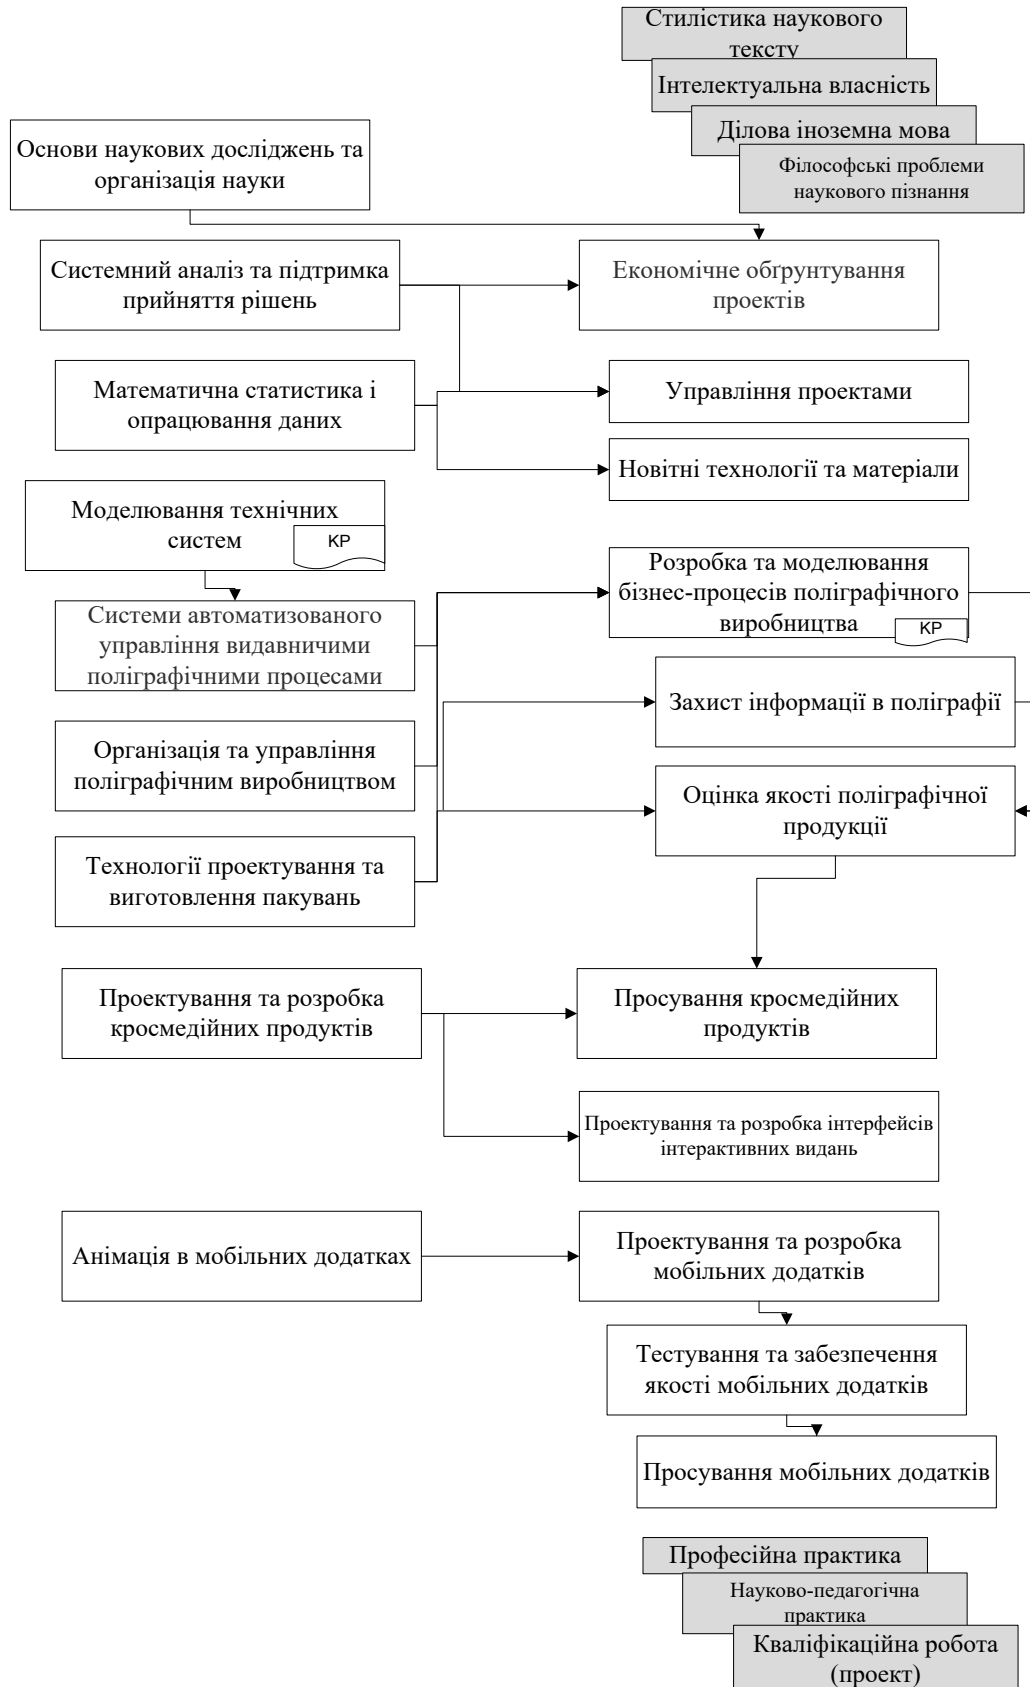 Стилістика наукового
тексту
Інтелектуальна власність
Ділова іноземна мова
Філософські проблеми
наукового пізнання
Основи наукових досліджень та
організація науки
Системний аналіз та підтримка
прийняття рішень
Економічне обґрунтування
проектів
Математична статистика і
опрацювання даних
Управління проектами
Новітні технології та матеріали
Моделювання технічних
систем
КР
Розробка та моделювання
бізнес-процесів поліграфічного
виробництва
КР
Системи автоматизованого
управління видавничими
поліграфічними процесами
Захист інформації в поліграфії
Організація та управління
поліграфічним виробництвом
Оцінка якості поліграфічної
продукції
Технології проектування та
виготовлення пакувань
Проектування та розробка
кросмедійних продуктів
Просування кросмедійних
продуктів
Проектування та розробка інтерфейсів
інтерактивних видань
Анімація в мобільних додатках
Проектування та розробка
мобільних додатків
Тестування та забезпечення
якості мобільних додатків
Просування мобільних додатків
Професійна практика
Науково-педагогічна
практика
Кваліфікаційна робота
(проект)